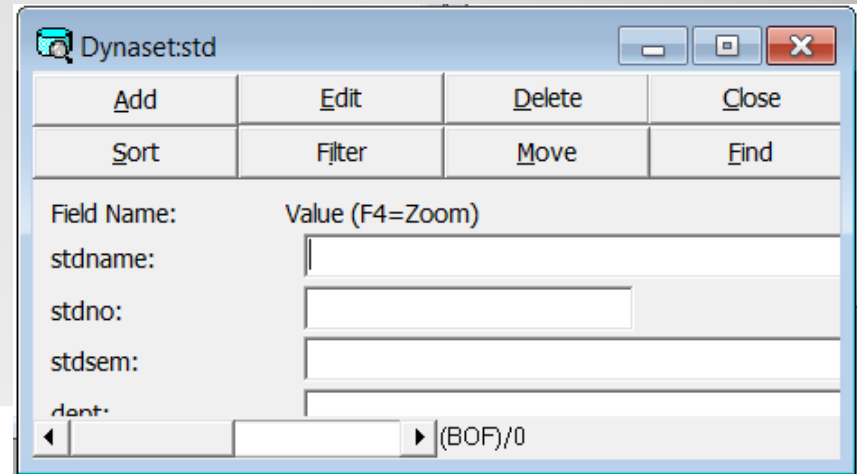 Dynaset:std
Add Edit Delete Close
Sort Filter Move Find
Field Name: Value (F4=Zoom)
stdname:
stdno:
stdsem:
dept:
(BOF)/0